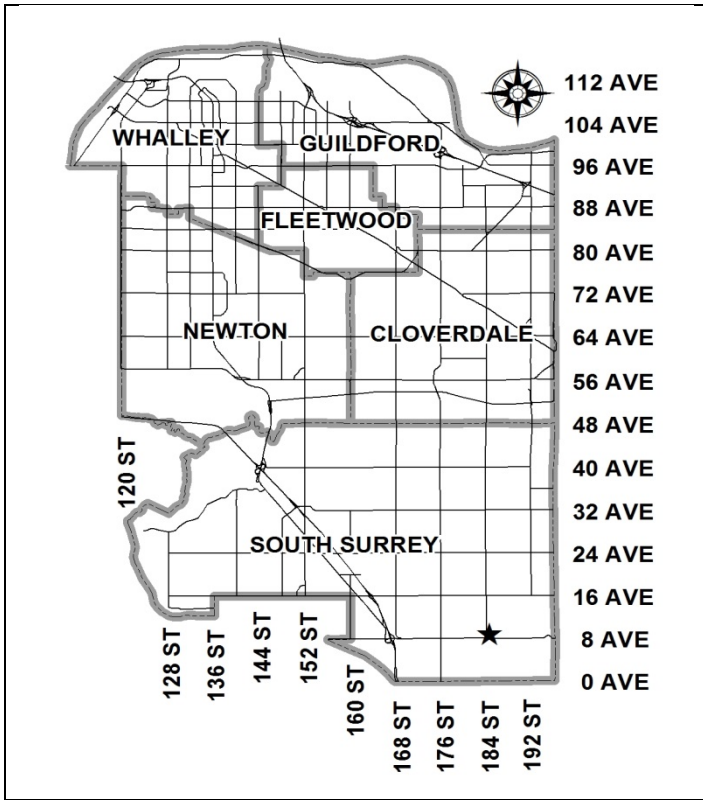 112 AVE
104 AVE
WHALLEY
GUILDFORD
96 AVE
88 AVE
FLEETWOOD
80 AVE
72 AVE
NEWTON
CLOVERDALE
64 AVE
56 AVE
48 AVE
120 ST
40 AVE
32 AVE
SOUTH SURREY
24 AVE
16 AVE
128 ST
136 ST
144 ST
152 ST
8 AVE
160 ST
0 AVE
168 ST
176 ST
184 ST
192 ST